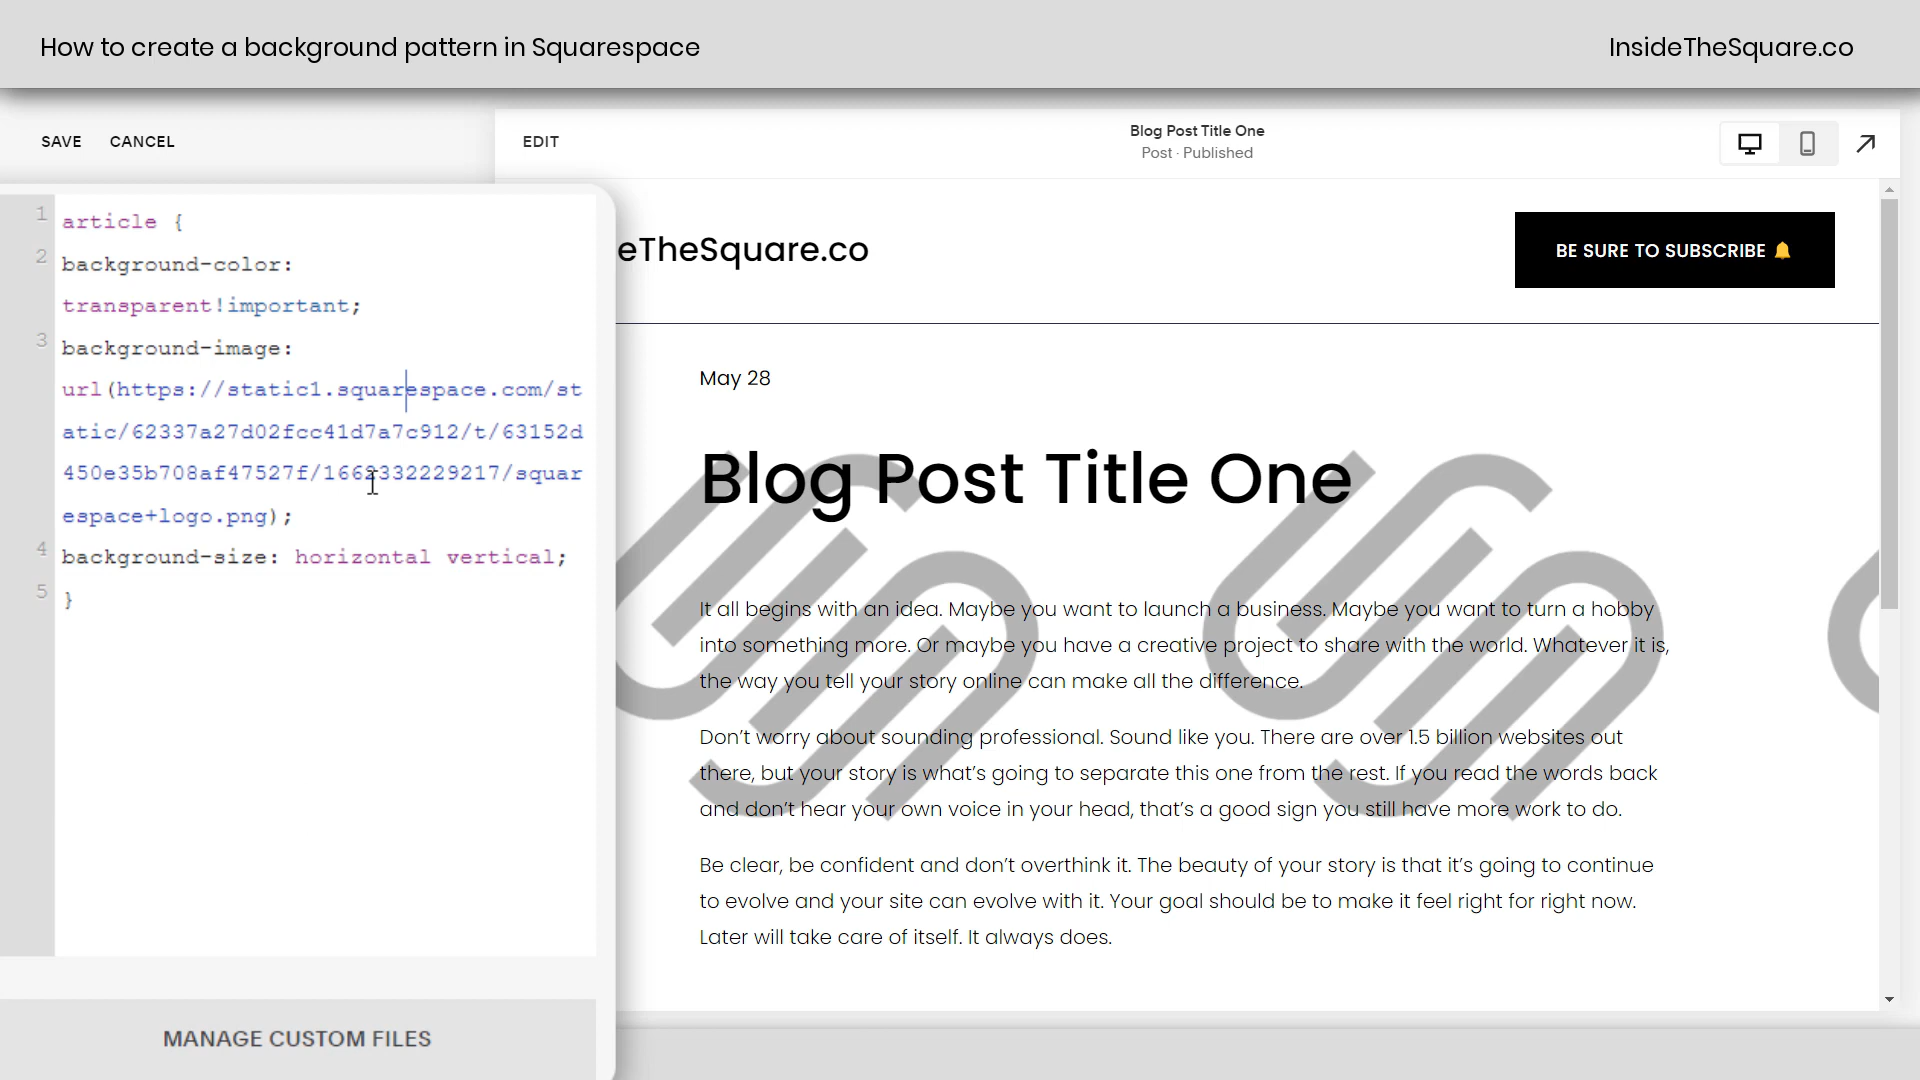 How to create a background pattern in Squarespace
InsideTheSquare.co
SAVE CANCEL
EDIT
Blog Post Title One
Post · Published
1 article {
2 background-color:
transparent!important;
3 background-image:
url(https://static1.squarespace.com/st
atic/62337a27d02fcc41d7a7c912/t/63152d
450e35b708af47527f/1662332229217/squar
espace+logo.png);
4 background-size: horizontal vertical;
5 }
MANAGE CUSTOM FILES
eTheSquare.co
BE SURE TO SUBSCRIBE 🔔
May 28
Blog Post Title One
It all begins with an idea. Maybe you want to launch a business. Maybe you want to turn a hobby
into something more. Or maybe you have a creative project to share with the world. Whatever it is,
the way you tell your story online can make all the difference.
Don’t worry about sounding professional. Sound like you. There are over 1.5 billion websites out
there, but your story is what’s going to separate this one from the rest. If you read the words back
and don’t hear your own voice in your head, that’s a good sign you still have more work to do.
Be clear, be confident and don’t overthink it. The beauty of your story is that it’s going to continue
to evolve and your site can evolve with it. Your goal should be to make it feel right for right now.
Later will take care of itself. It always does.